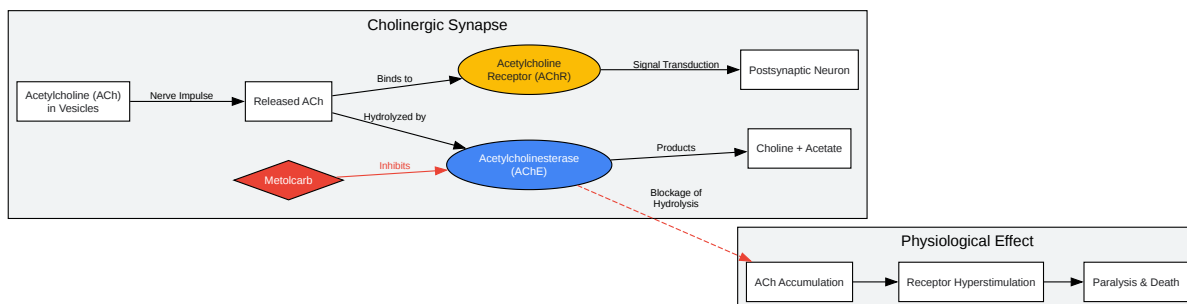 Cholinergic Synapse
Acetylcholine (ACh)
in Vesicles
Nerve Impulse
Released ACh
Binds to
Acetylcholine
Receptor (AChR)
Signal Transduction
Postsynaptic Neuron
Hydrolyzed by
Metolcarb
Inhibits
Acetylcholinesterase
(AChE)
Products
Choline + Acetate
Blockage of
Hydrolysis
Physiological Effect
ACh Accumulation
Receptor Hyperstimulation
Paralysis & Death